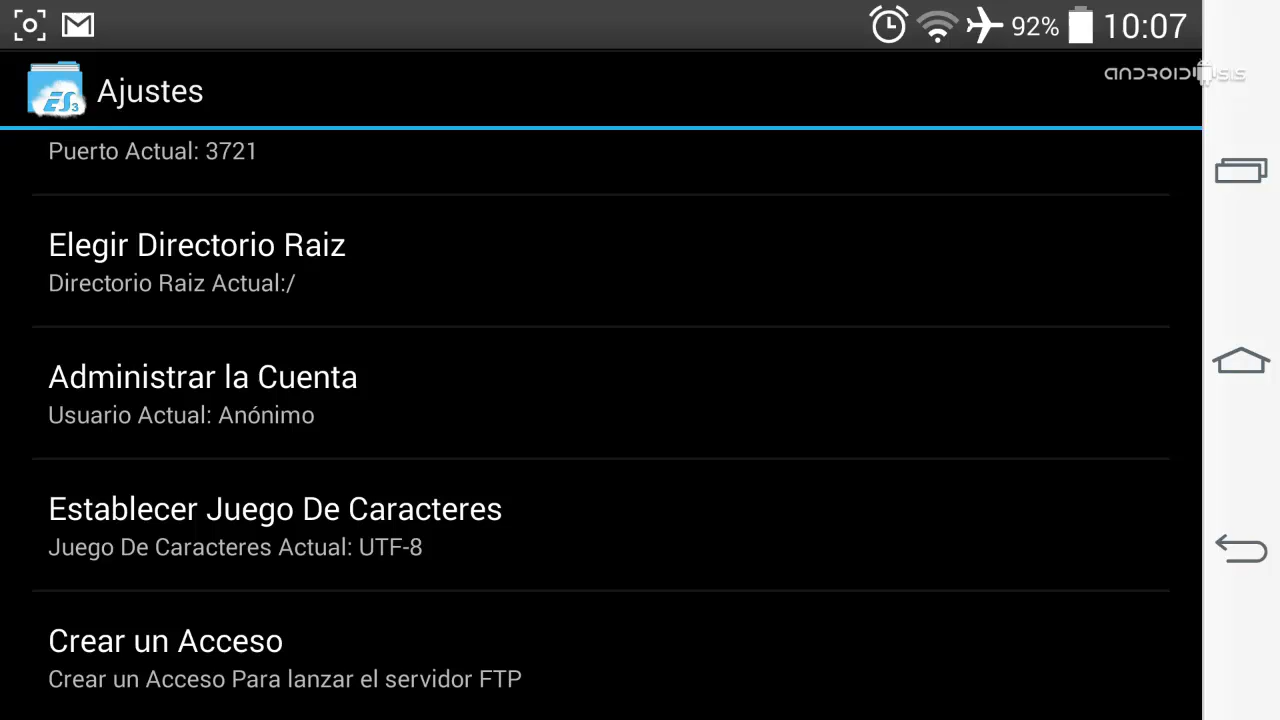 92% 10:07
ANDROIDSIS
ES 3 Ajustes
Puerto Actual: 3721
Elegir Directorio Raiz
Directorio Raiz Actual:/
Administrar la Cuenta
Usuario Actual: Anónimo
Establecer Juego De Caracteres
Juego De Caracteres Actual: UTF-8
Crear un Acceso
Crear un Acceso Para lanzar el servidor FTP